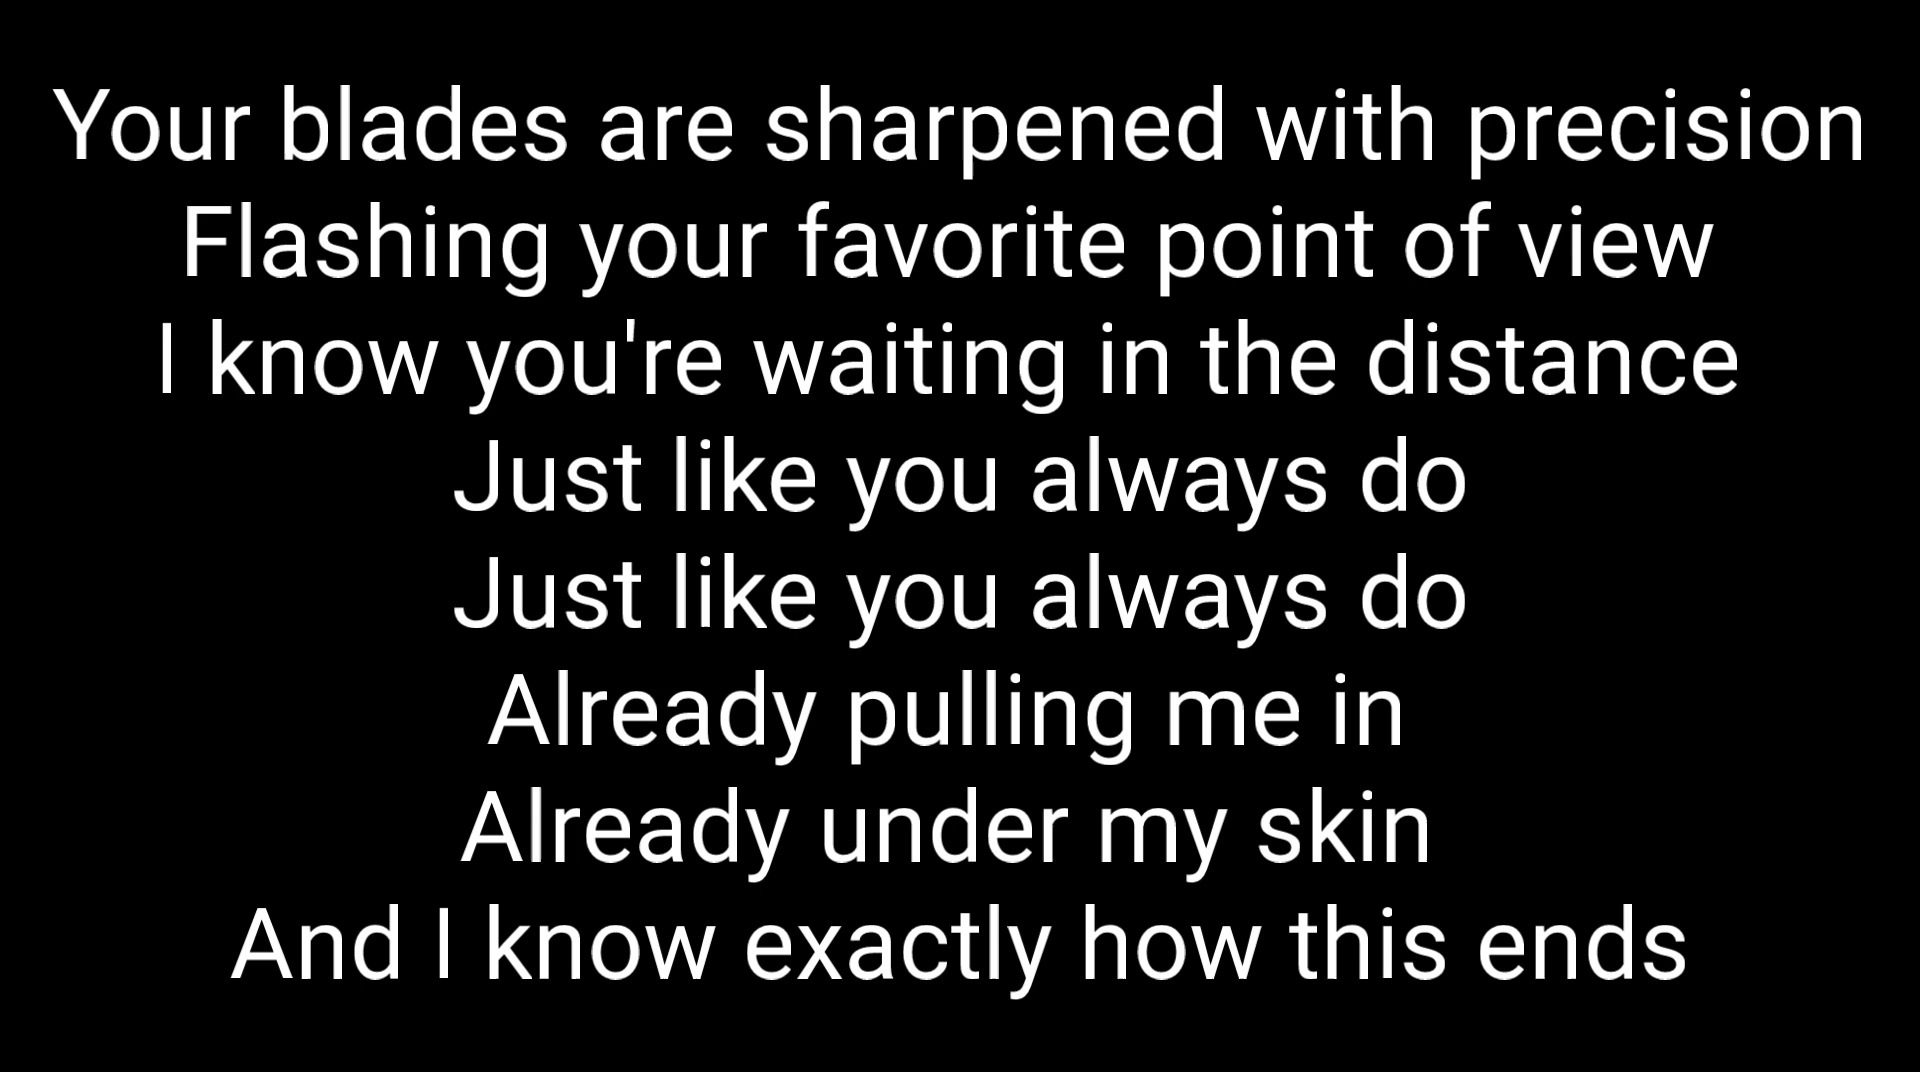 Your blades are sharpened with precision
Flashing your favorite point of view
I know you're waiting in the distance
Just like you always do
Just like you always do
Already pulling me in
Already under my skin
And I know exactly how this ends